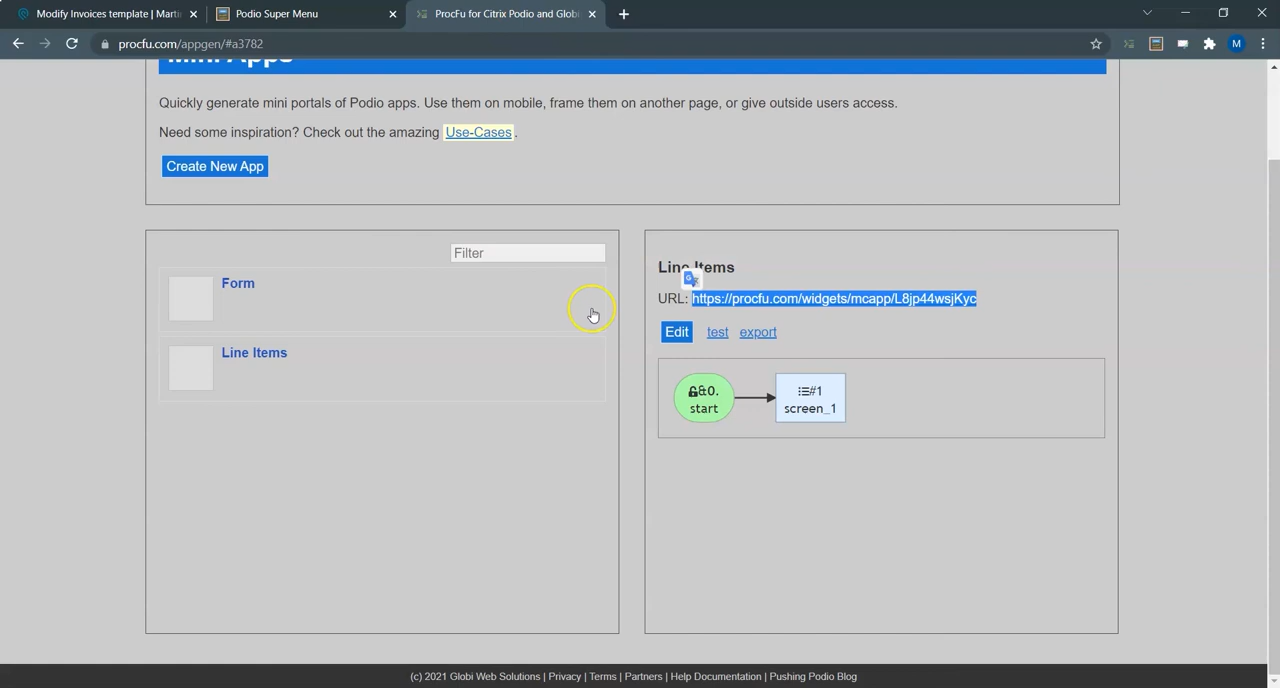 Modify Invoices template | Marti
Podio Super Menu
ProcFu for Citrix Podio and Globi
procfu.com/appgen/#a3782
M
Mini Apps
Quickly generate mini portals of Podio apps. Use them on mobile, frame them on another page, or give outside users access.
Need some inspiration? Check out the amazing Use-Cases.
Create New App
Filter
Form
Line Items
Line Items
URL: https://procfu.com/widgets/mcapp/L8jp44wsjKyc
Edit test export
&0. start
#1 screen_1
(c) 2021 Globi Web Solutions | Privacy | Terms | Partners | Help Documentation | Pushing Podio Blog